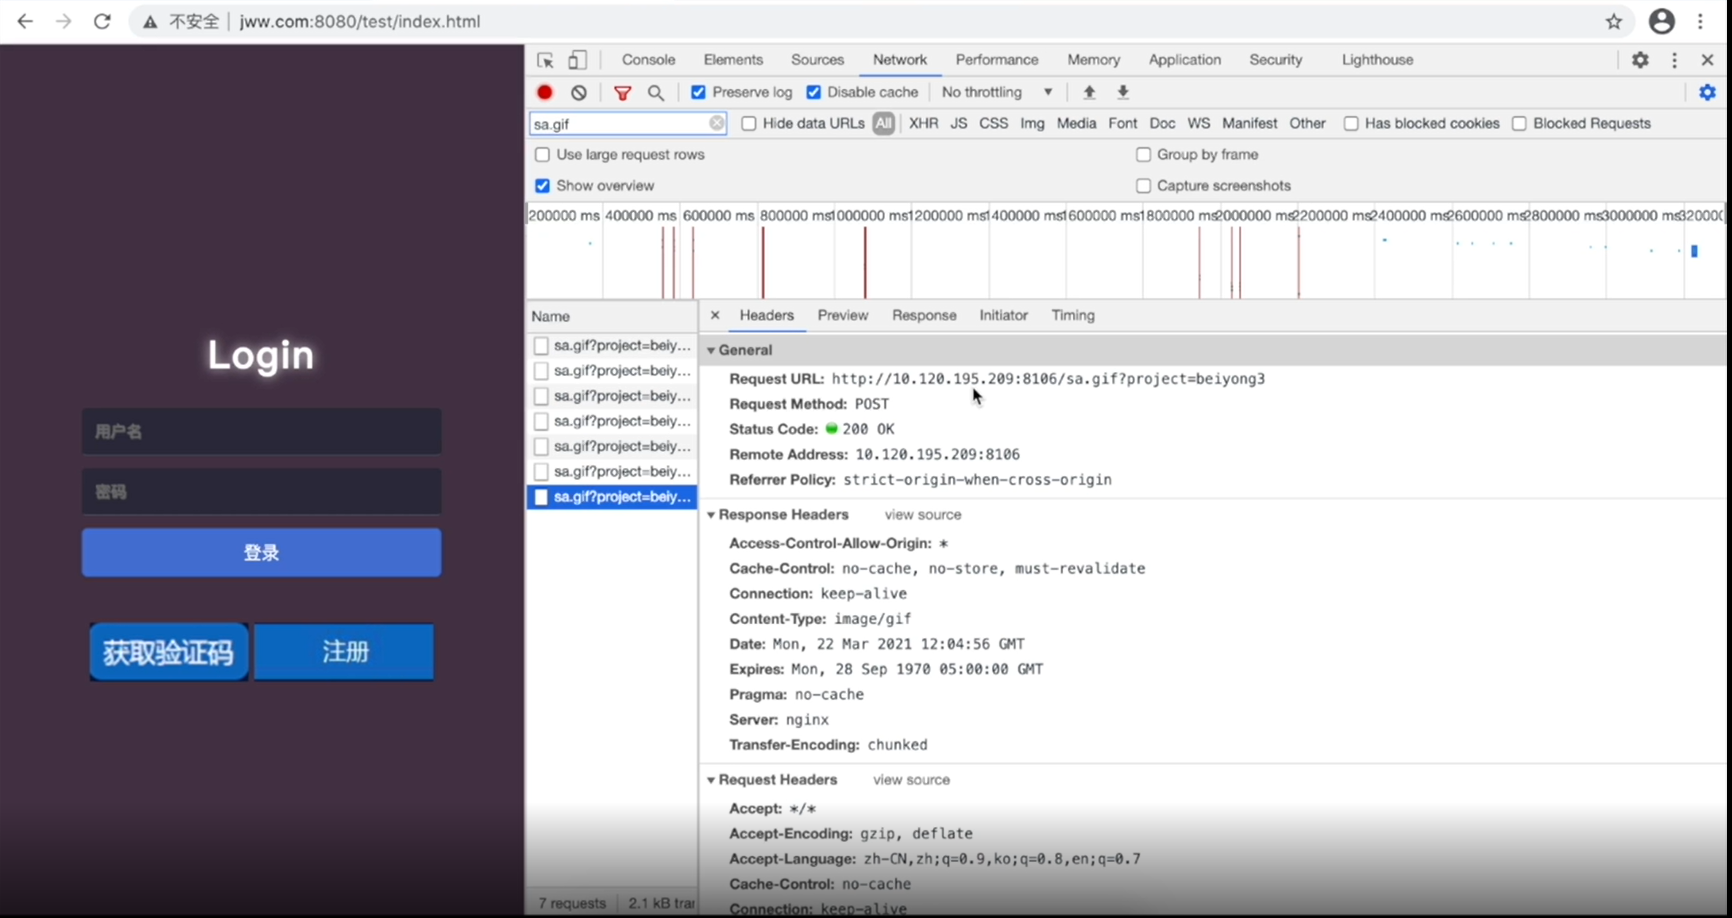 不安全 jww.com:8080/test/index.html
Console Elements Sources Network Performance Memory Application Security Lighthouse
Preserve log Disable cache No throttling
sa.gif Hide data URLs All XHR JS CSS Img Media Font Doc WS Manifest Other Has blocked cookies Blocked Requests
Use large request rows Group by frame
Show overview Capture screenshots
200000 ms 400000 ms 600000 ms 800000 ms 1000000 ms 1200000 ms 1400000 ms 1600000 ms 1800000 ms 2000000 ms 2200000 ms 2400000 ms 2600000 ms 2800000 ms 3000000 ms 320000
Login
用户名
密码
登录
获取验证码 注册
Name
sa.gif?project=beiy...
sa.gif?project=beiy...
sa.gif?project=beiy...
sa.gif?project=beiy...
sa.gif?project=beiy...
sa.gif?project=beiy...
sa.gif?project=beiy...
7 requests 2.1 kB trar
Headers Preview Response Initiator Timing
General
Request URL: http://10.120.195.209:8106/sa.gif?project=beiyong3
Request Method: POST
Status Code: 200 OK
Remote Address: 10.120.195.209:8106
Referrer Policy: strict-origin-when-cross-origin
Response Headers view source
Access-Control-Allow-Origin: *
Cache-Control: no-cache, no-store, must-revalidate
Connection: keep-alive
Content-Type: image/gif
Date: Mon, 22 Mar 2021 12:04:56 GMT
Expires: Mon, 28 Sep 1970 05:00:00 GMT
Pragma: no-cache
Server: nginx
Transfer-Encoding: chunked
Request Headers view source
Accept: */*
Accept-Encoding: gzip, deflate
Accept-Language: zh-CN,zh;q=0.9,ko;q=0.8,en;q=0.7
Cache-Control: no-cache
Connection: keep-alive